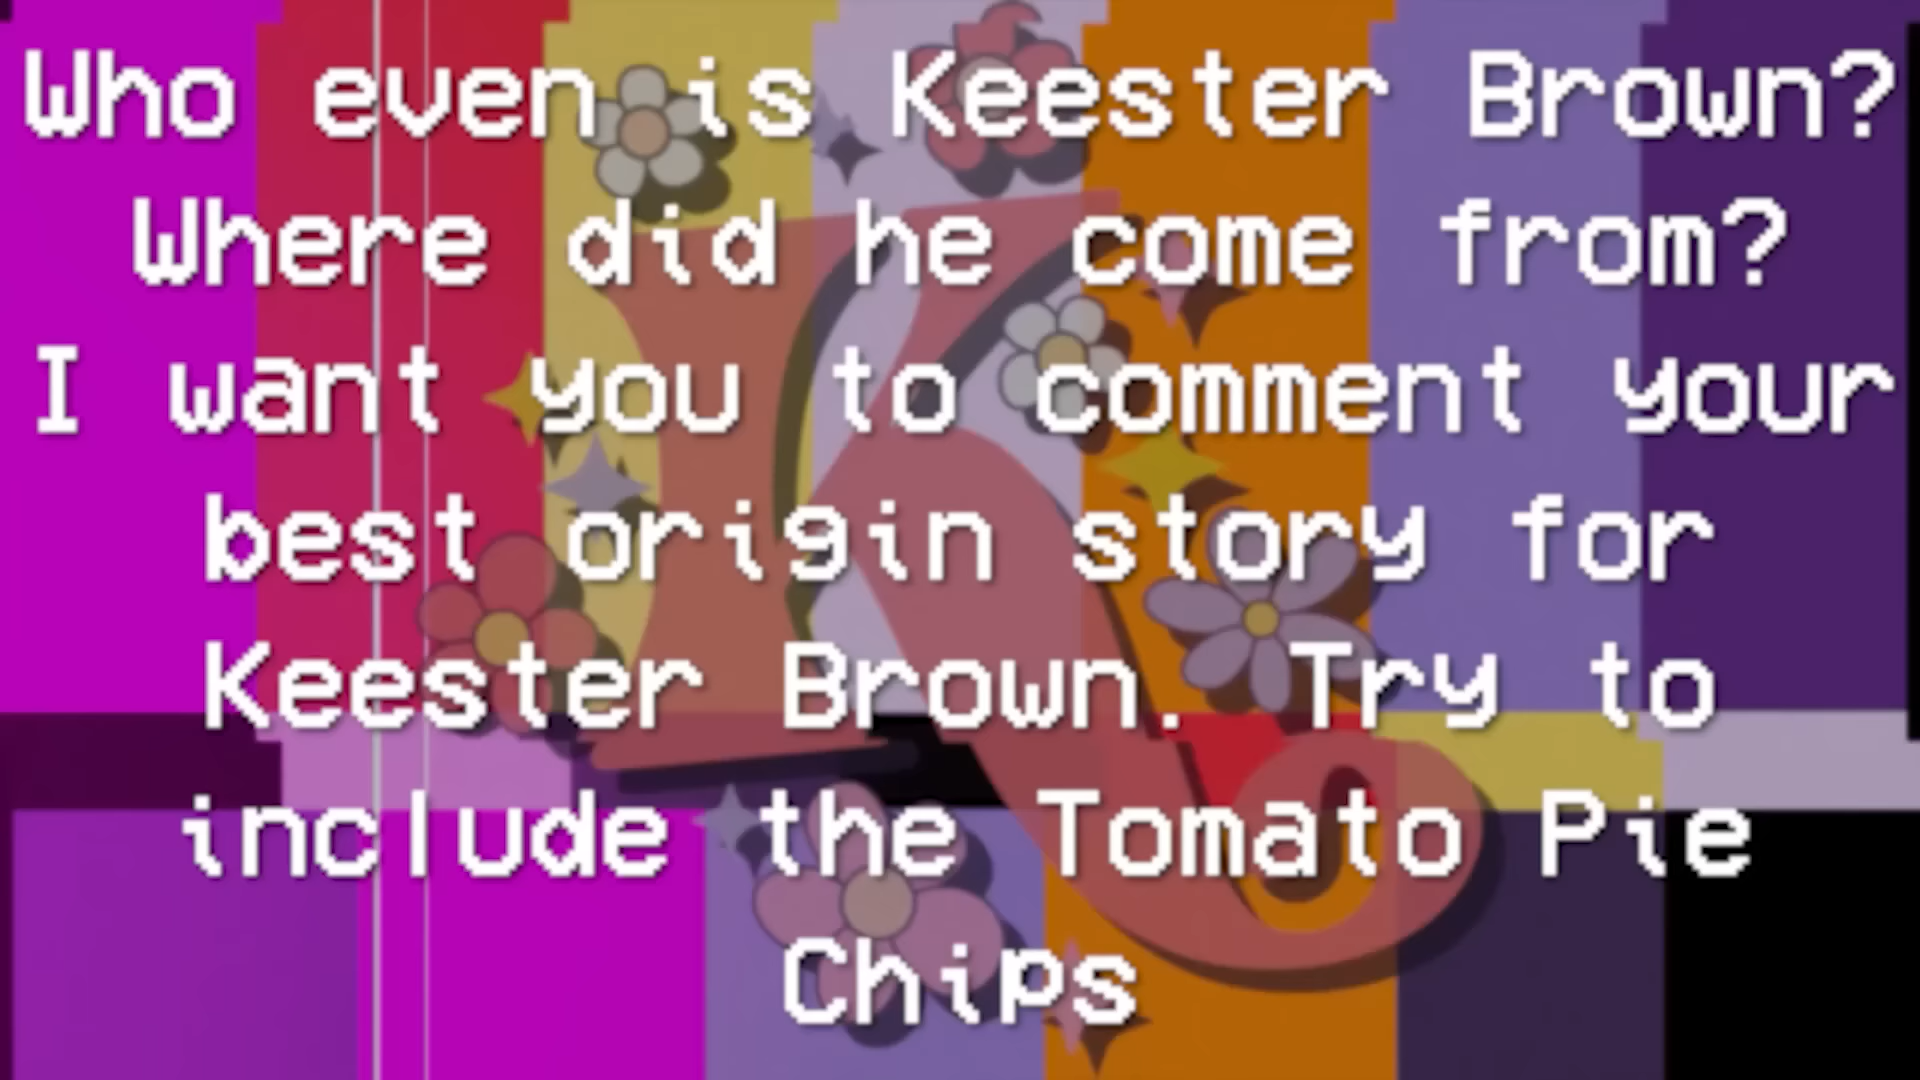 Who even is Keester Brown?
Where did he come from?
I want you to comment your
best origin story for
Keester Brown. Try to
include the Tomato Pie
Chips